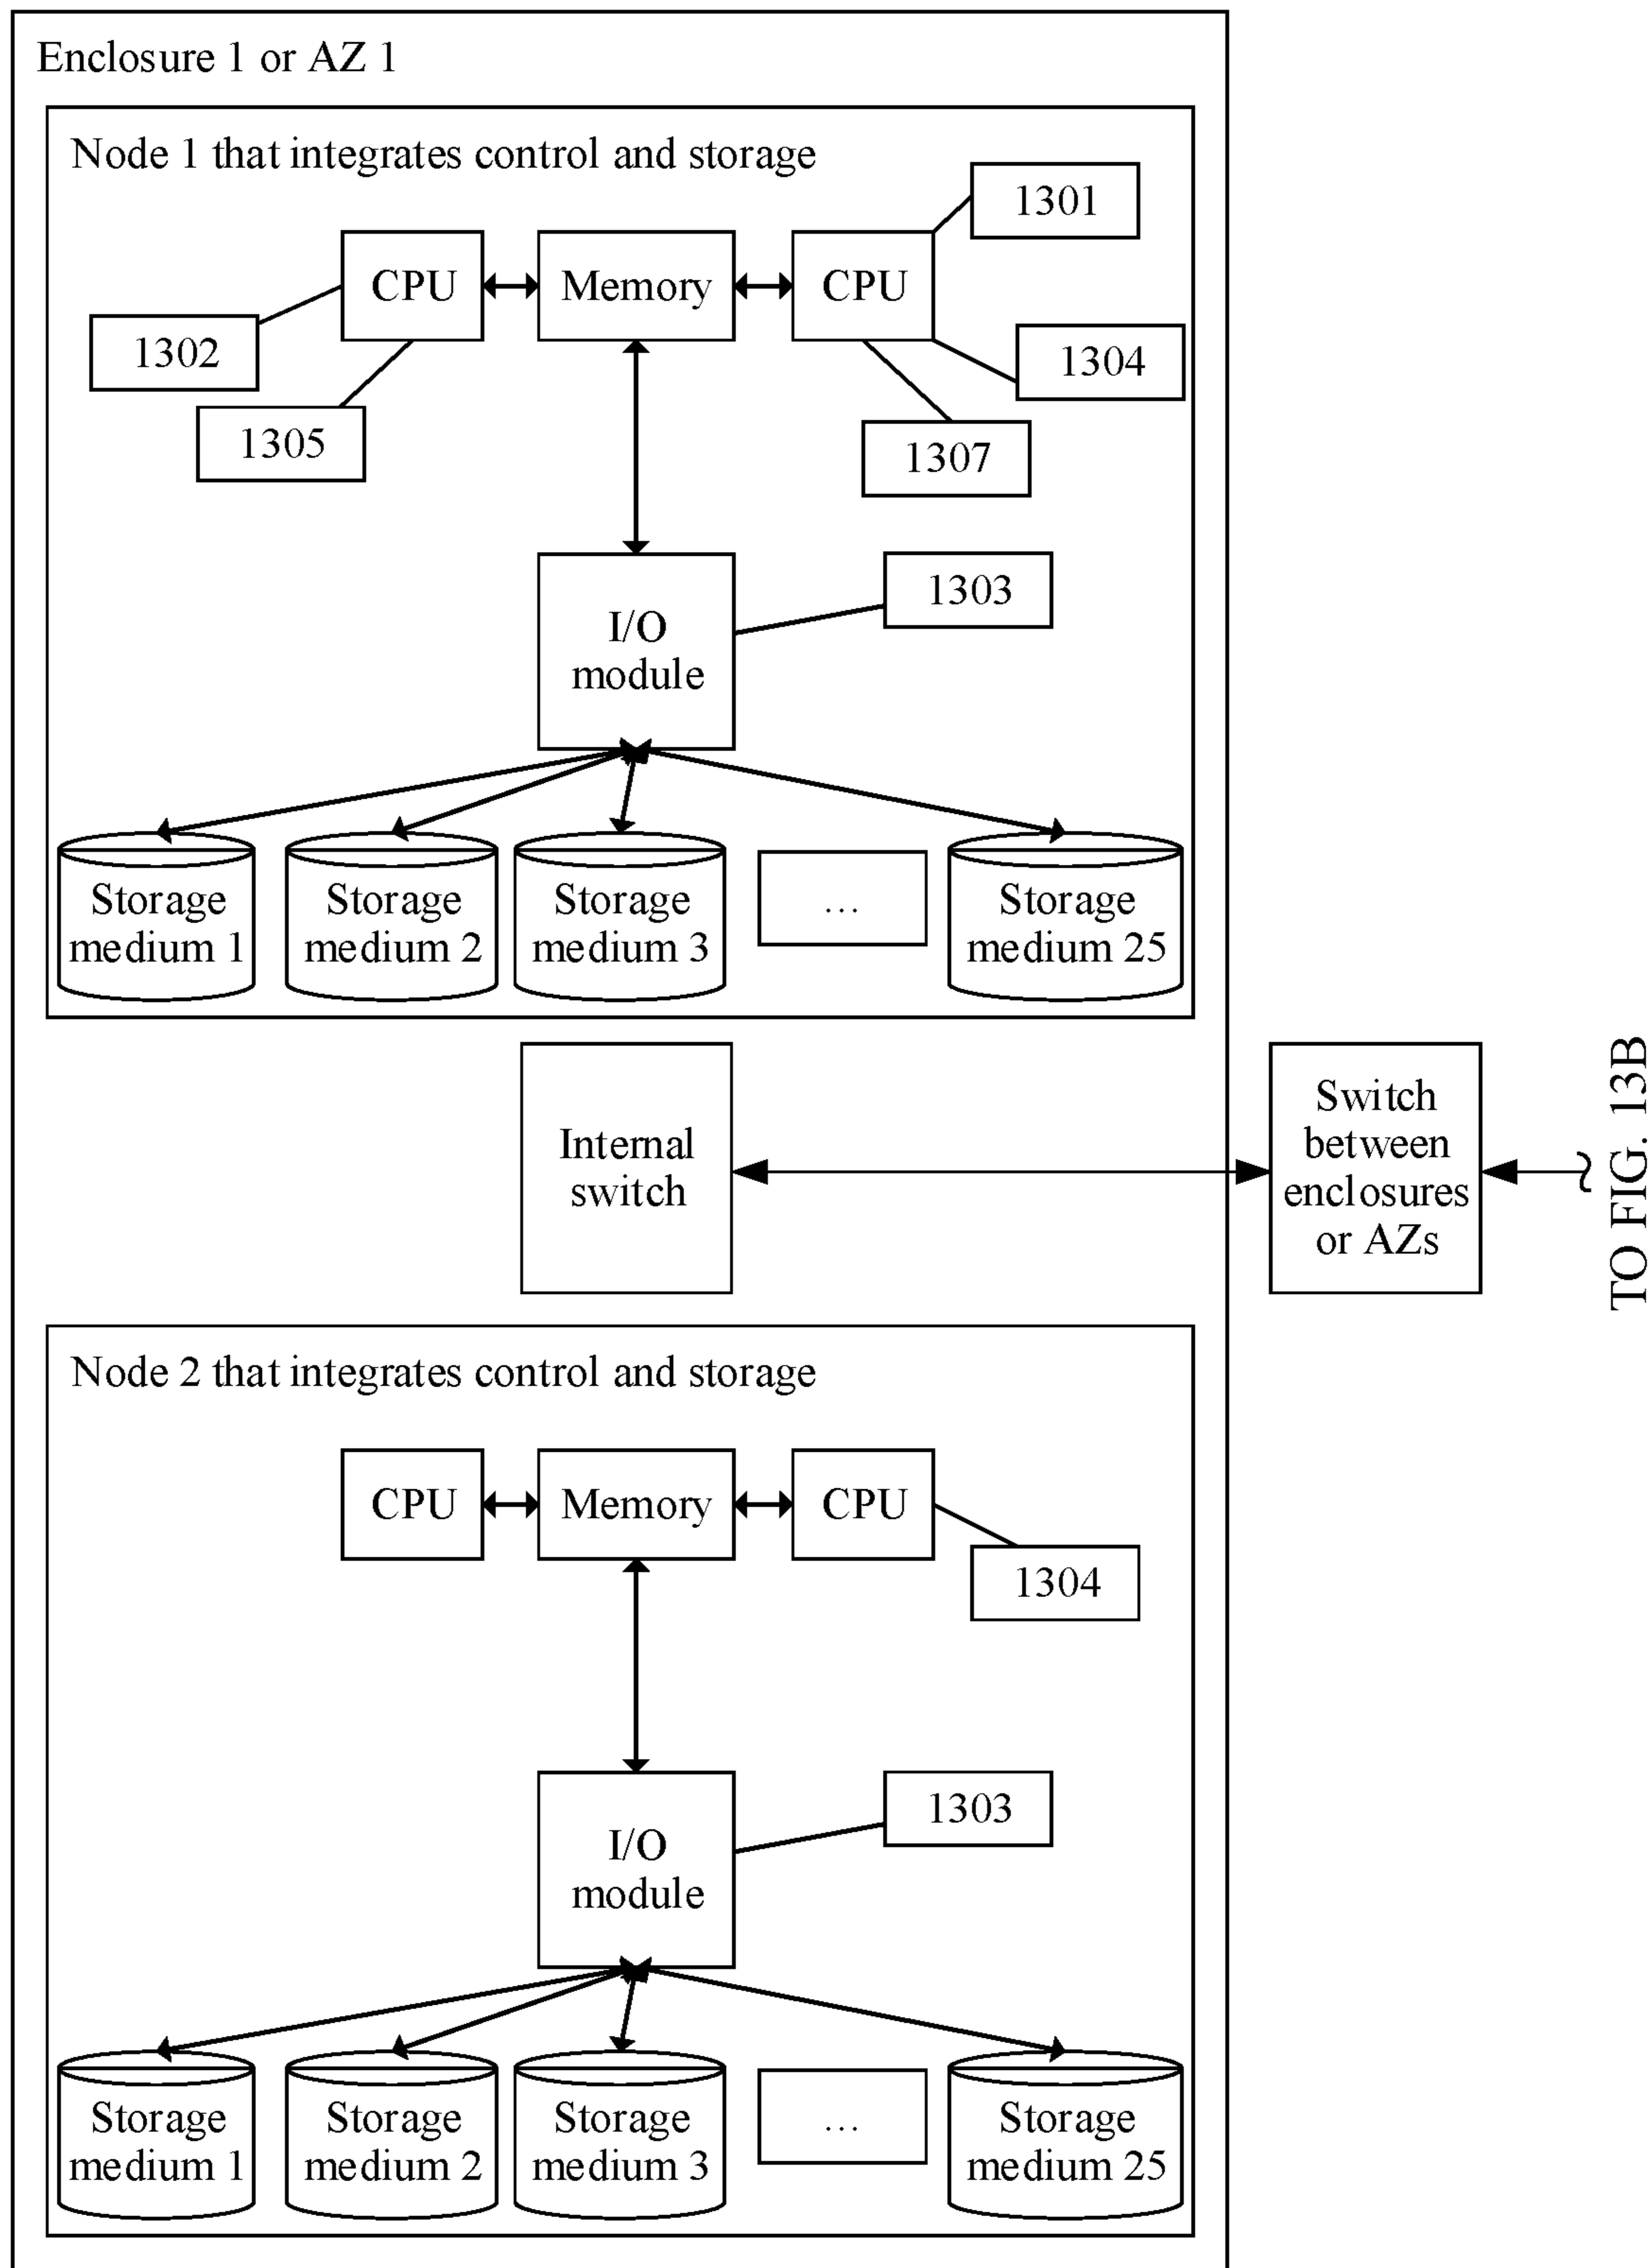 Enclosure 1 or AZ 1
Node 1 that integrates control and storage
1301
CPU
Memory
CPU
1302
1304
1305
1307
1303
I/O
module
Storage
medium 1
Storage
medium 2
Storage
medium 3
...
Storage
medium 25
Internal
switch
Switch
between
enclosures
or AZs
TO FIG. 13B
Node 2 that integrates control and storage
CPU
Memory
CPU
1304
1303
I/O
module
Storage
medium 1
Storage
medium 2
Storage
medium 3
...
Storage
medium 25